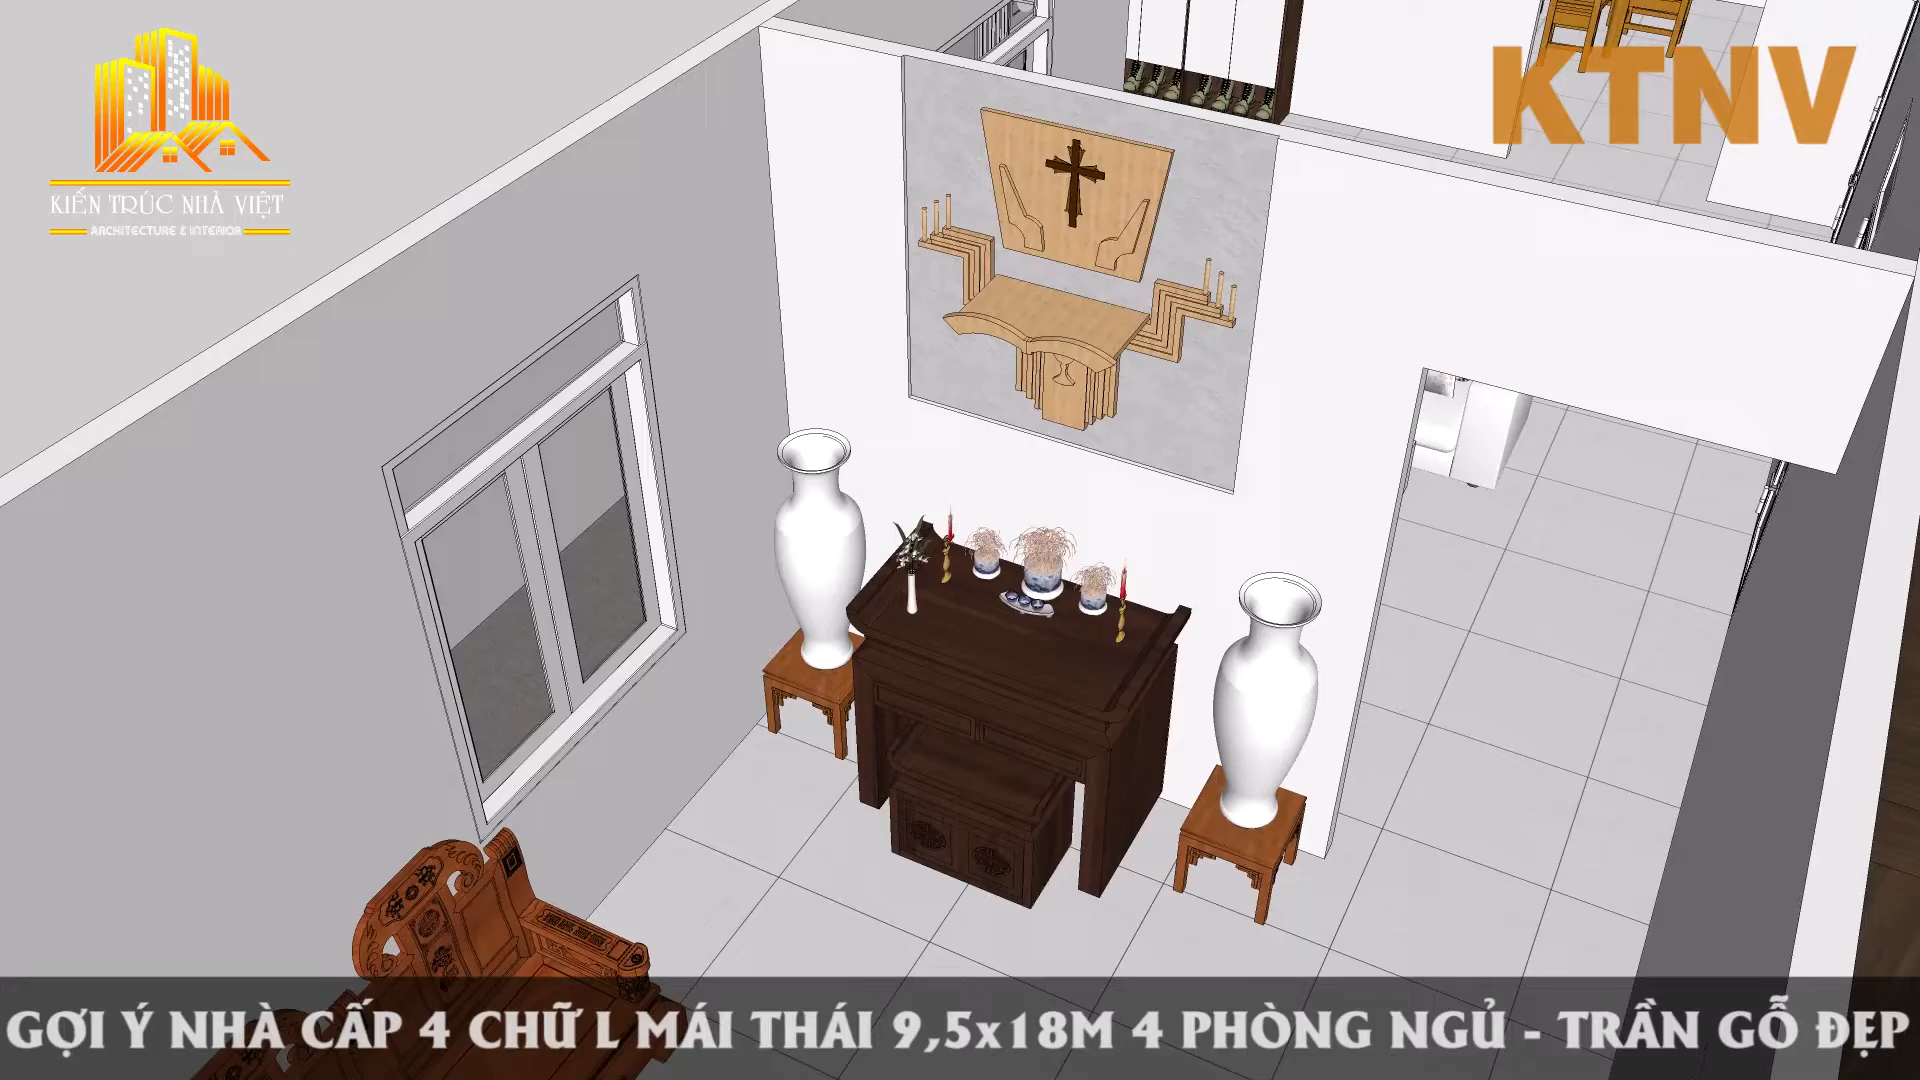 KTNV
KIẾN TRÚC NHÀ VIỆT
ARCHITECTURE & INTERIOR
GỢI Ý NHÀ CẤP 4 CHỮ L MÁI THÁI 9,5x18M 4 PHÒNG NGỦ - TRẦN GỖ ĐẸP